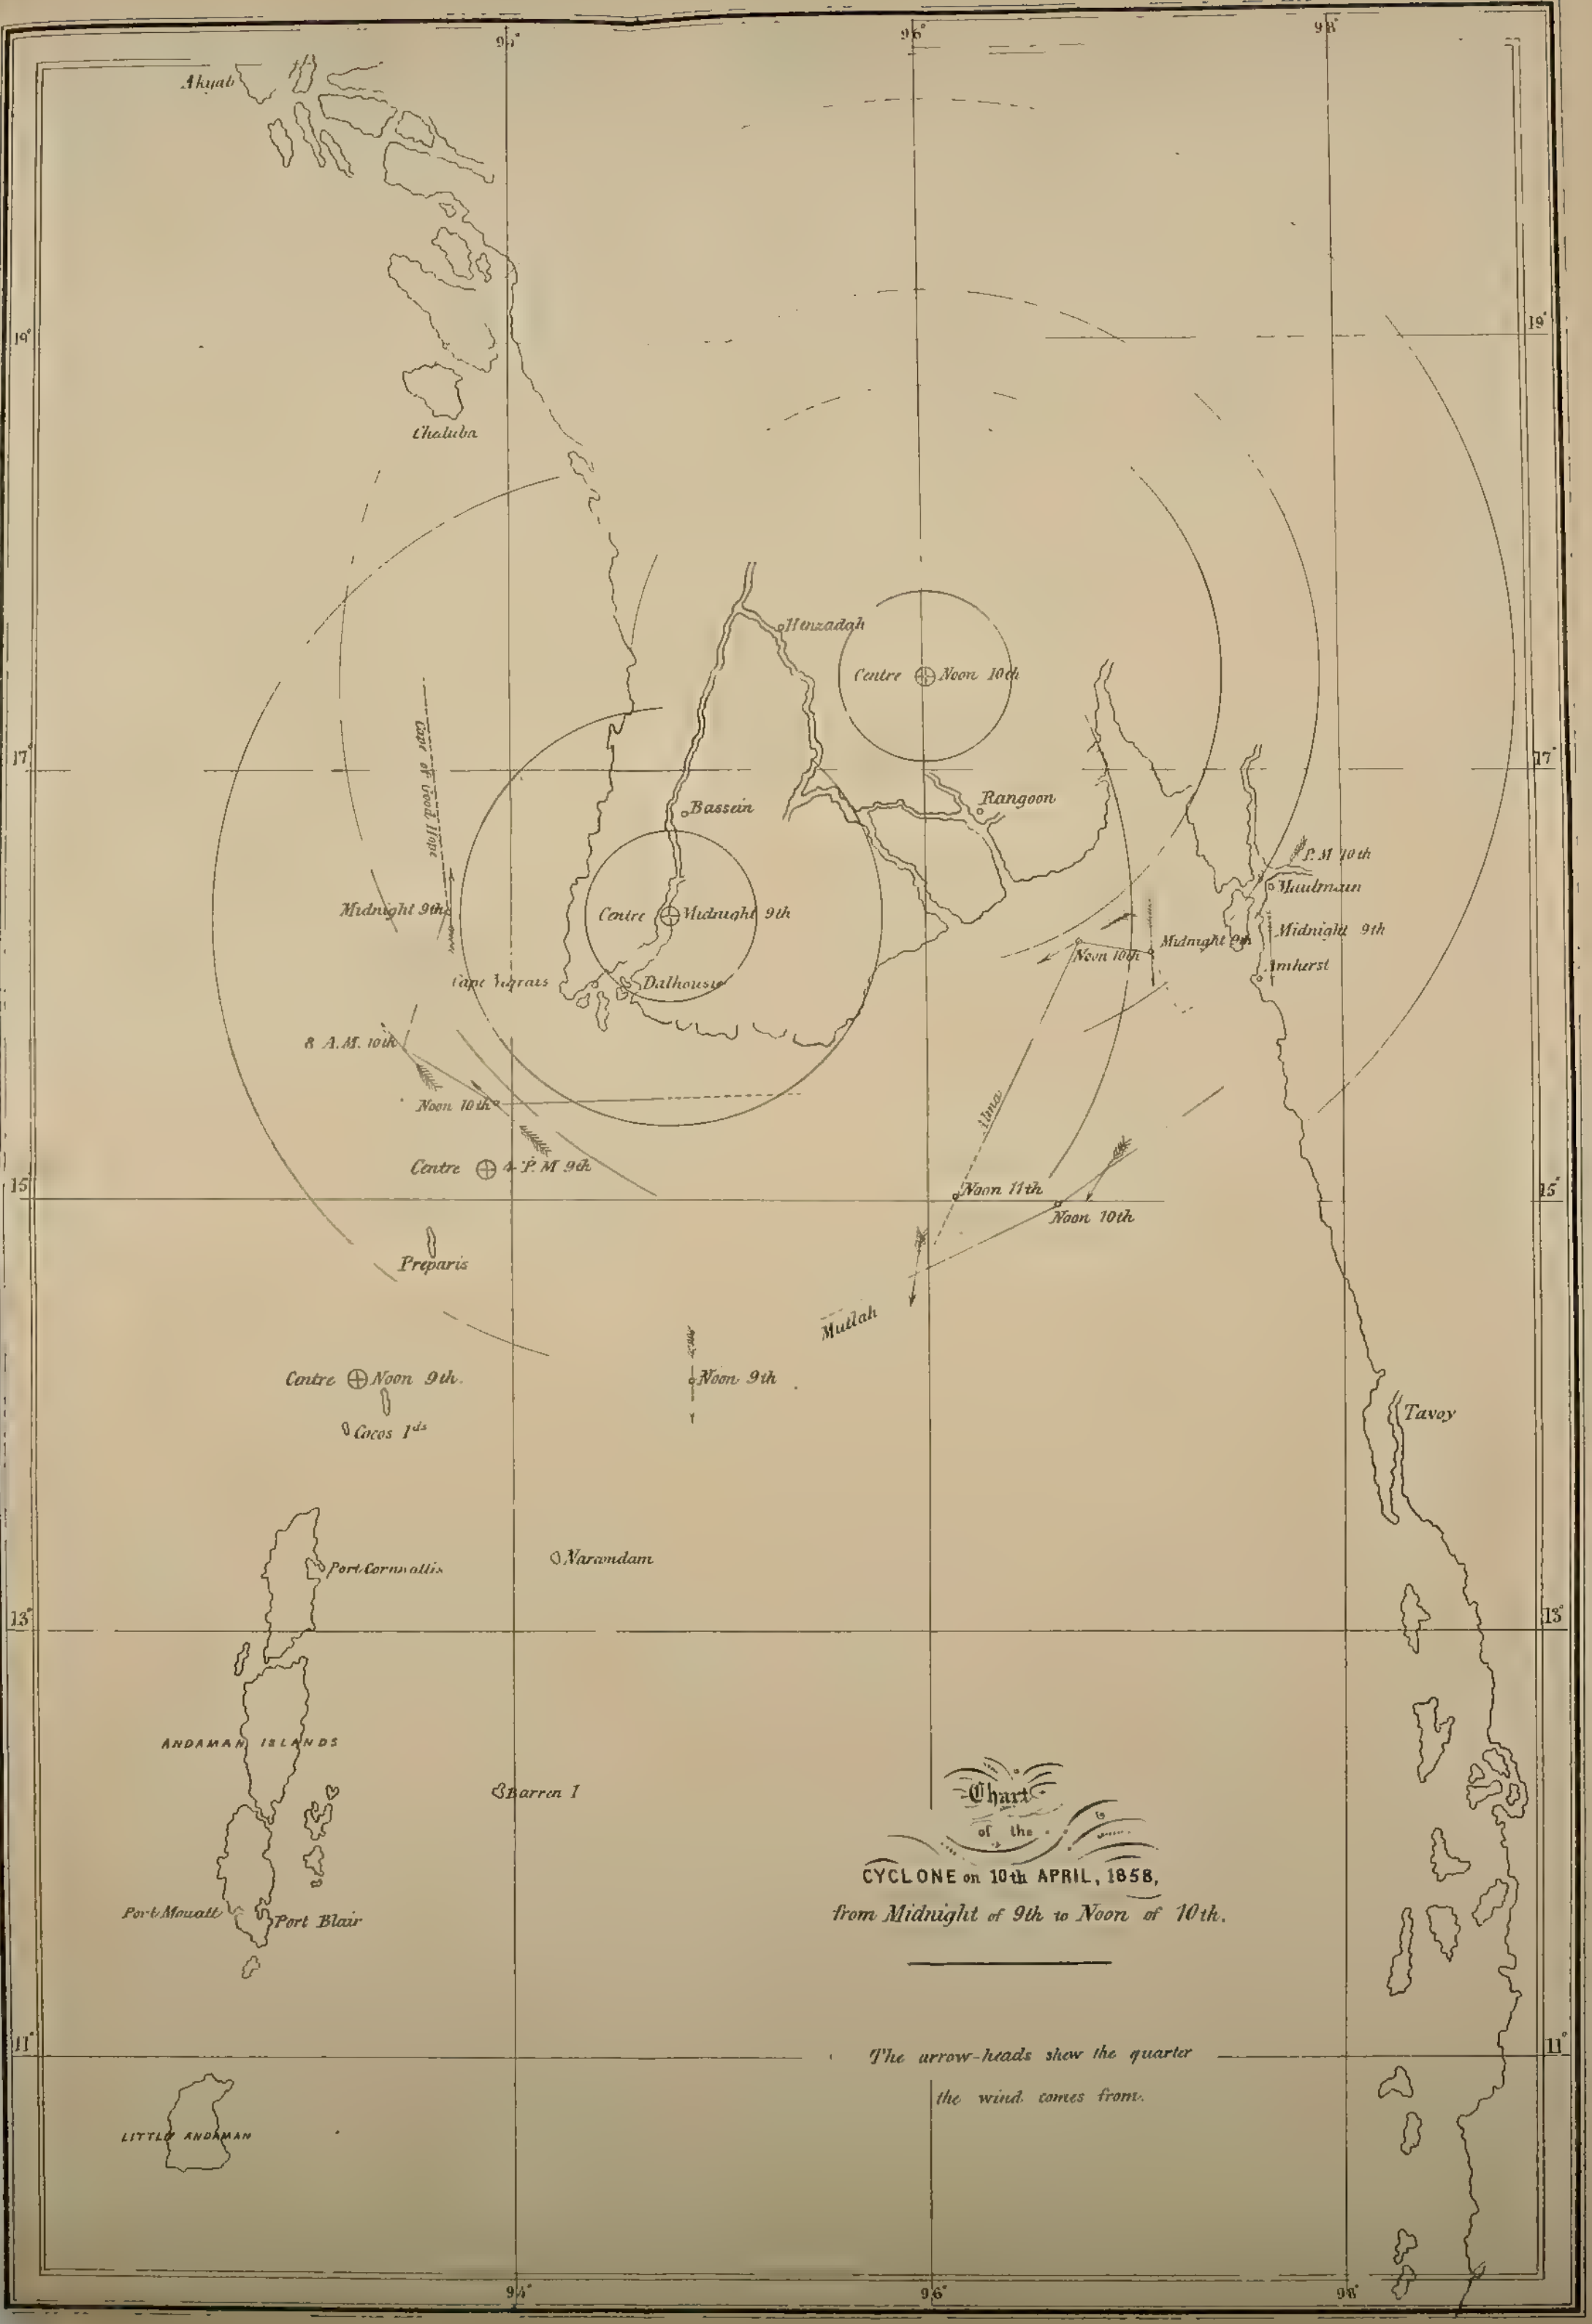 96°
98°
Akyab
19°
19°
Chaluba
Henzadah
Centre Noon 10th
Cape of Good Hope
17°
17°
Bassein
Rangoon
P.M 10th
Maulmain
Midnight 9th
Centre Midnight 9th
Midnight 9th
Midnight 9th
Noon 10th
Amherst
Cape Negrais
Dalhousie
8 A.M. 10th
Noon 10th
Alma
Centre 4 P.M 9th
15°
15°
Noon 11th
Noon 10th
Preparis
Mutlah
Centre Noon 9th.
Noon 9th
Cocos 1ds
Tavoy
Port Cornwallis
Narcondam
13°
13°
ANDAMAN ISLANDS
Barren I
Chart
of the
CYCLONE on 10th APRIL, 1858,
from Midnight of 9th to Noon of 10th.
Port Mouatt
Port Blair
11°
11°
The arrow-heads shew the quarter
the wind comes from.
LITTLE ANDAMAN
94°
96°
98°